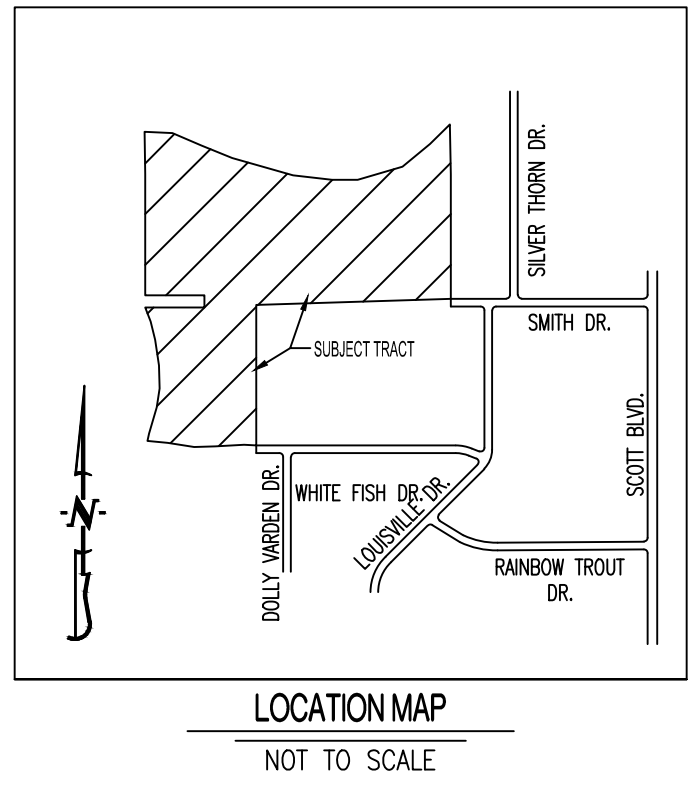 SILVER THORN DR.
SMITH DR.
SUBJECT TRACT
SCOTT BLVD.
DOLLY VARDEN DR.
WHITE FISH DR.
LOUISVILLE DR.
N
RAINBOW TROUT
DR.
LOCATION MAP
NOT TO SCALE